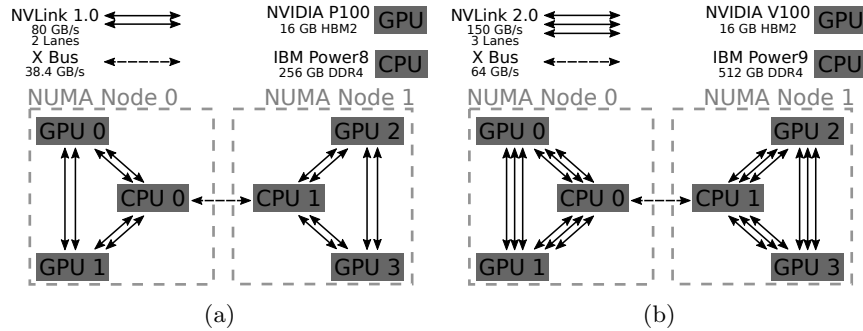 NVLink 1.0
80 GB/s
2 Lanes
X Bus
38.4 GB/s
NVIDIA P100
16 GB HBM2
GPU
IBM Power8
256 GB DDR4
CPU
NUMA Node 0
NUMA Node 1
GPU 0
GPU 2
CPU 0
CPU 1
GPU 1
GPU 3
(a)
NVLink 2.0
150 GB/s
3 Lanes
X Bus
64 GB/s
NVIDIA V100
16 GB HBM2
GPU
IBM Power9
512 GB DDR4
CPU
NUMA Node 0
NUMA Node 1
GPU 0
GPU 2
CPU 0
CPU 1
GPU 1
GPU 3
(b)